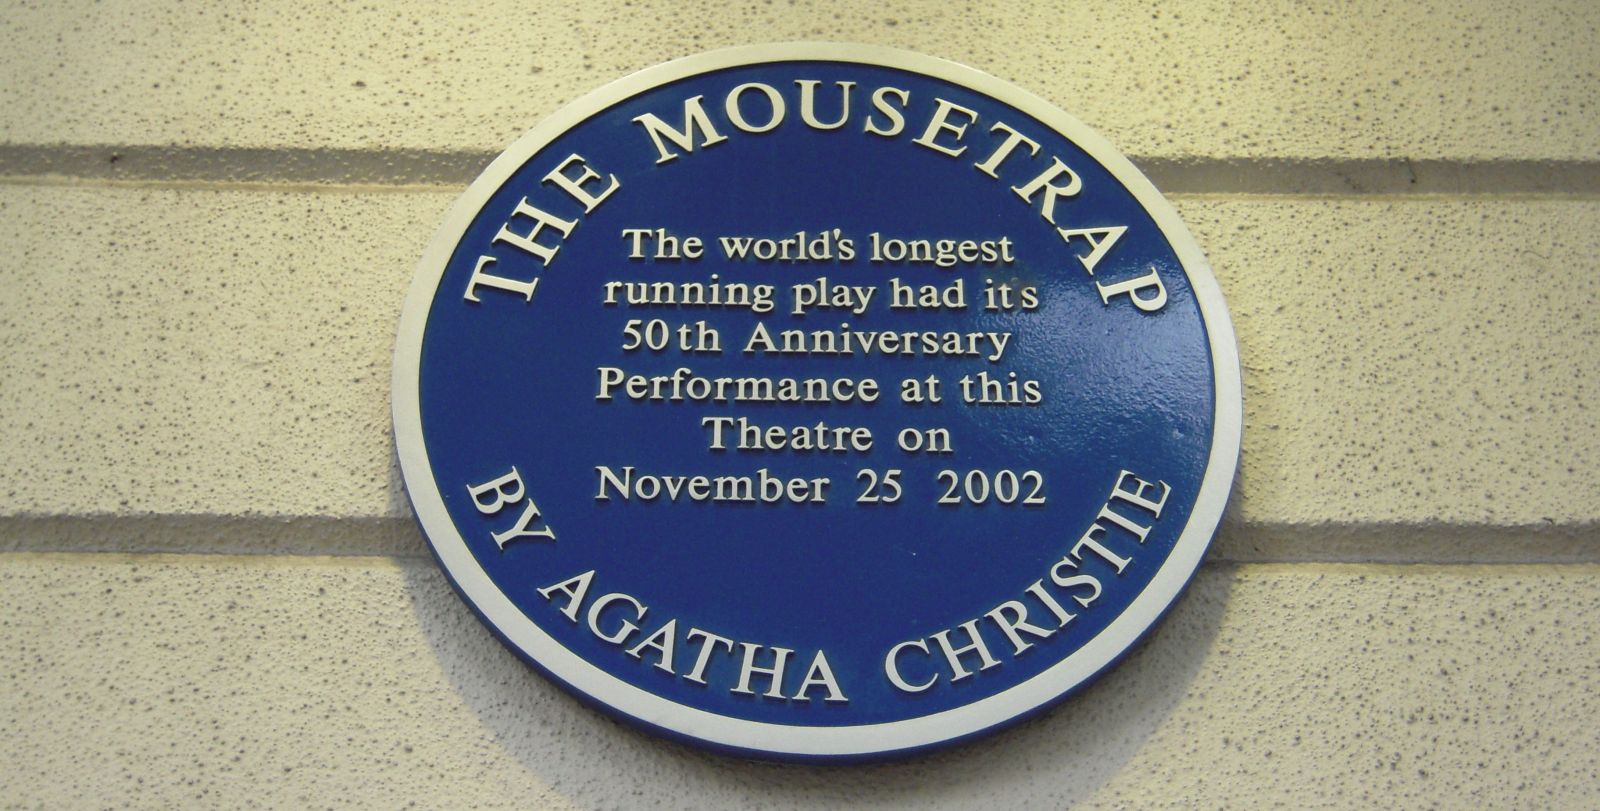 THE MOUSETRAP
The world's longest
running play had it's
50th Anniversary
Performance at this
Theatre on
November 25 2002
BY AGATHA CHRISTIE